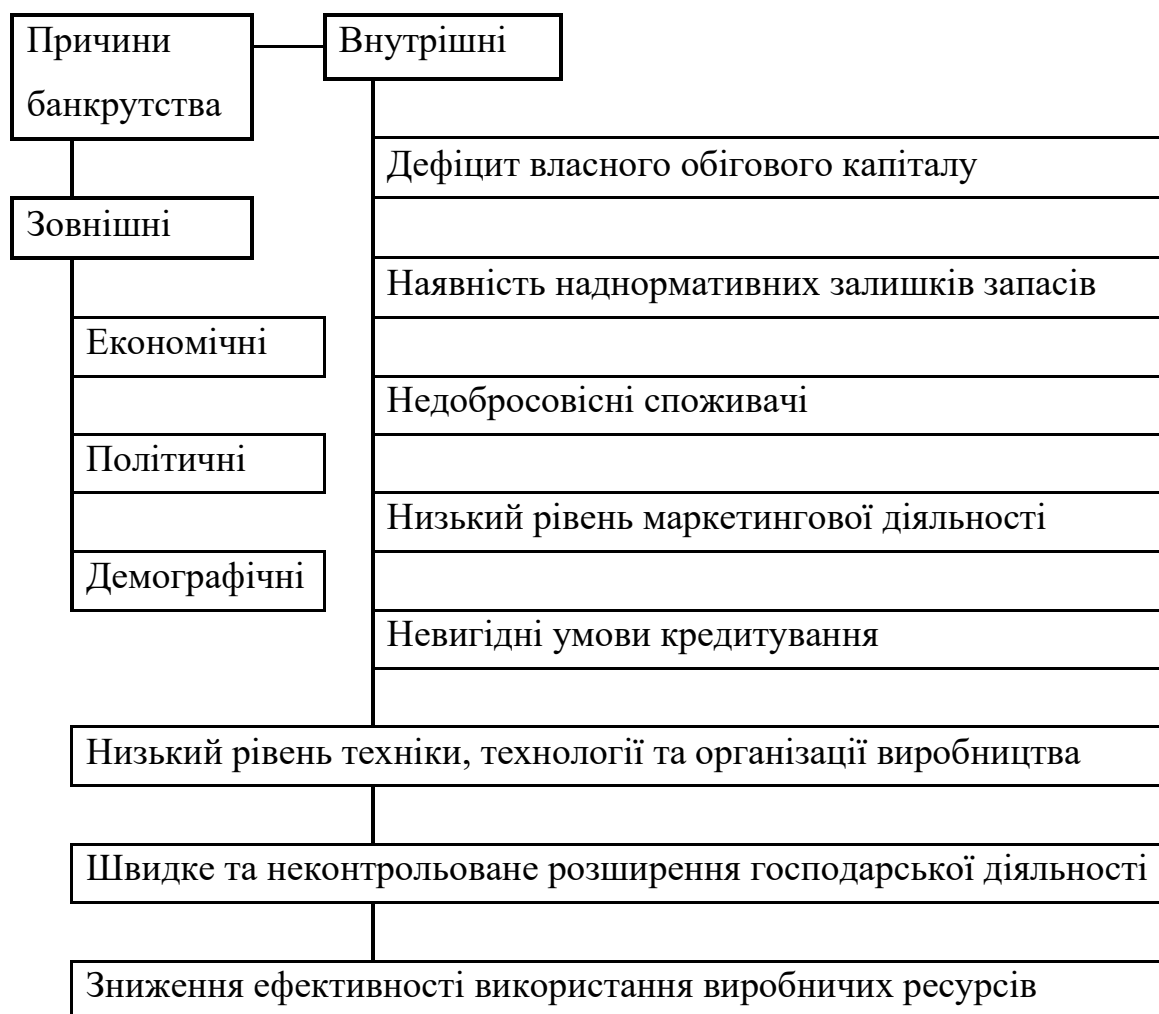 Причини
банкрутства
Внутрішні
Зовнішні
Економічні
Політичні
Демографічні
Дефіцит власного обігового капіталу
Наявність наднормативних залишків запасів
Недобросовісні споживачі
Низький рівень маркетингової діяльності
Невигідні умови кредитування
Низький рівень техніки, технології та організації виробництва
Швидке та неконтрольоване розширення господарської діяльності
Зниження ефективності використання виробничих ресурсів